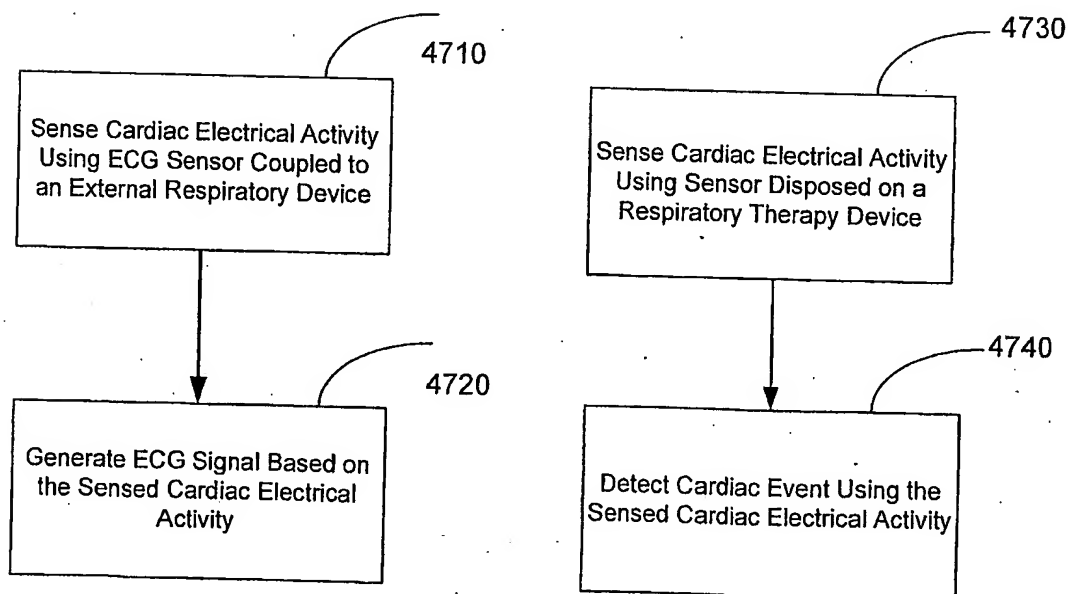 4710
Sense Cardiac Electrical Activity
Using ECG Sensor Coupled to
an External Respiratory Device
4720
Generate ECG Signal Based on
the Sensed Cardiac Electrical
Activity
4730
Sense Cardiac Electrical Activity
Using Sensor Disposed on a
Respiratory Therapy Device
4740
Detect Cardiac Event Using the
Sensed Cardiac Electrical Activity